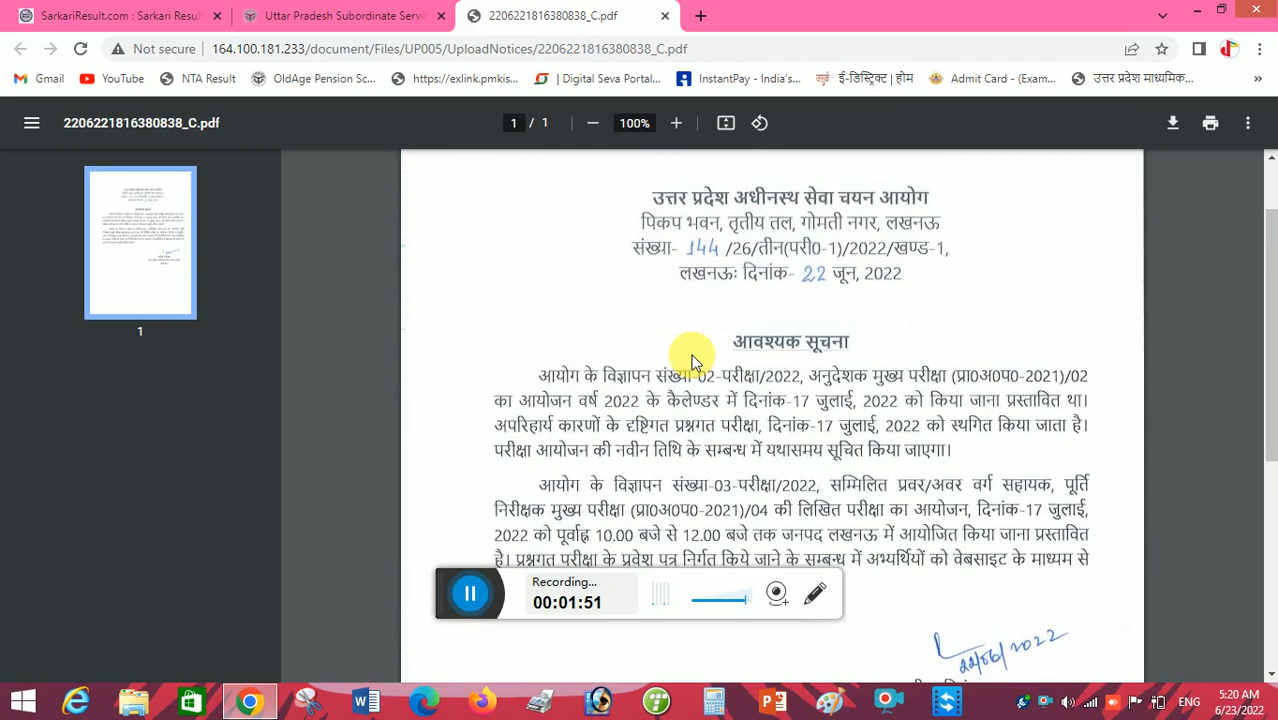 SarkariResult.com : Sarkari Result
Uttar Pradesh Subordinate Servic
2206221816380838_C.pdf
Not secure
164.100.181.233/document/Files/UP005/UploadNotices/2206221816380838_C.pdf
Gmail
YouTube
NTA Result
OldAge Pension Sc...
https://exlink.pmkis...
| Digital Seva Portal...
InstantPay - India's...
ई-डिस्ट्रिक्ट | होम
Admit Card - (Exam...
उत्तर प्रदेश माध्यमिक...
»
2206221816380838_C.pdf
1 / 1
100%
उत्तर प्रदेश अधीनस्थ सेवा चयन आयोग
पिकप भवन, तृतीय तल, गोमती नगर, लखनऊ
संख्या- 144 /26/तीन(परी0-1)/2022/खण्ड-1,
लखनऊः दिनांक- 22 जून, 2022
आवश्यक सूचना
आयोग के विज्ञापन संख्या-02-परीक्षा/2022, अनुदेशक मुख्य परीक्षा (प्रा0अ0प0-2021)/02
का आयोजन वर्ष 2022 के कैलेण्डर में दिनांक-17 जुलाई, 2022 को किया जाना प्रस्तावित था।
अपरिहार्य कारणों के दृष्टिगत प्रश्नगत परीक्षा, दिनांक-17 जुलाई, 2022 को स्थगित किया जाता है।
परीक्षा आयोजन की नवीन तिथि के सम्बन्ध में यथासमय सूचित किया जाएगा।
आयोग के विज्ञापन संख्या-03-परीक्षा/2022, सम्मिलित प्रवर/अवर वर्ग सहायक, पूर्ति
निरीक्षक मुख्य परीक्षा (प्रा0अ0प0-2021)/04 की लिखित परीक्षा का आयोजन, दिनांक-17 जुलाई,
2022 को पूर्वाह्न 10.00 बजे से 12.00 बजे तक जनपद लखनऊ में आयोजित किया जाना प्रस्तावित
है। प्रश्नगत परीक्षा के प्रवेश पत्र निर्गत किये जाने के सम्बन्ध में अभ्यर्थियों को वेबसाइट के माध्यम से
22/06/2022
1
Recording...
00:01:51
ENG
5:20 AM
6/23/2022